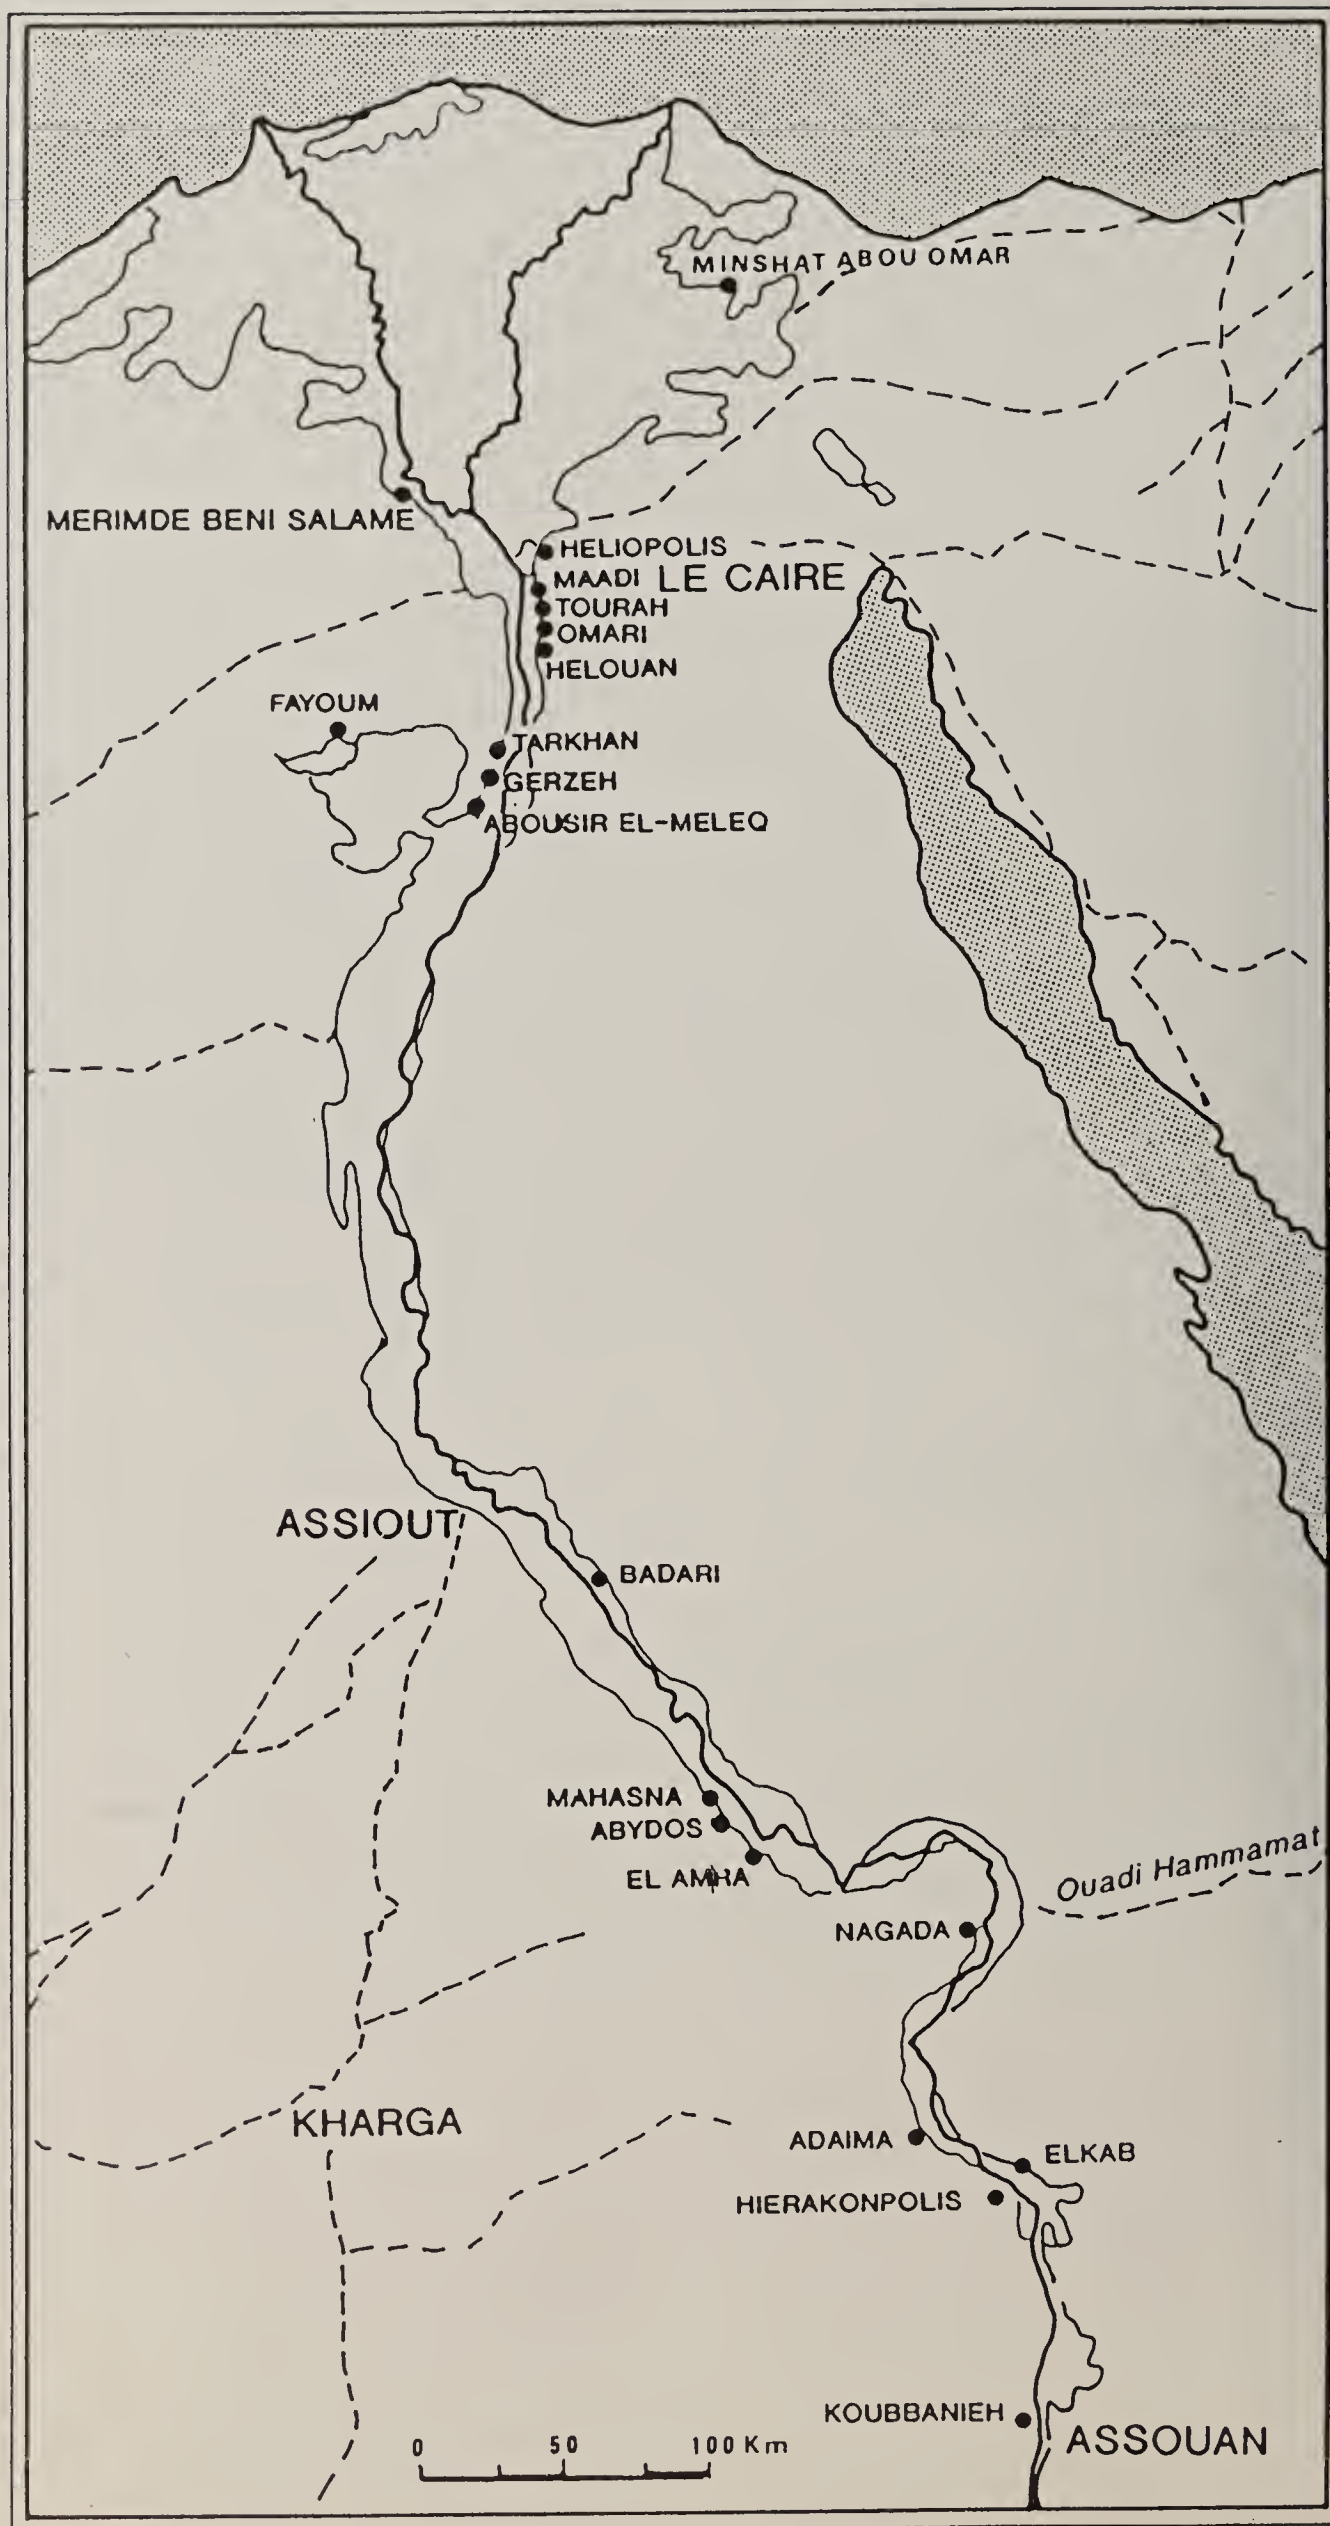 MINSHAT ABOU OMAR
MERIMDE BENI SALAME
HELIOPOLIS
MAADI
LE CAIRE
TOURAH
OMARI
HELOUAN
FAYOUM
TARKHAN
GERZEH
ABOUSIR EL-MELEQ
ASSIOUT
BADARI
MAHASNA
ABYDOS
EL AMRA
Ouadi Hammamat
NAGADA
KHARGA
ADAIMA
ELKAB
HIERAKONPOLIS
KOUBBANIEH
ASSOUAN
0 50 100 Km